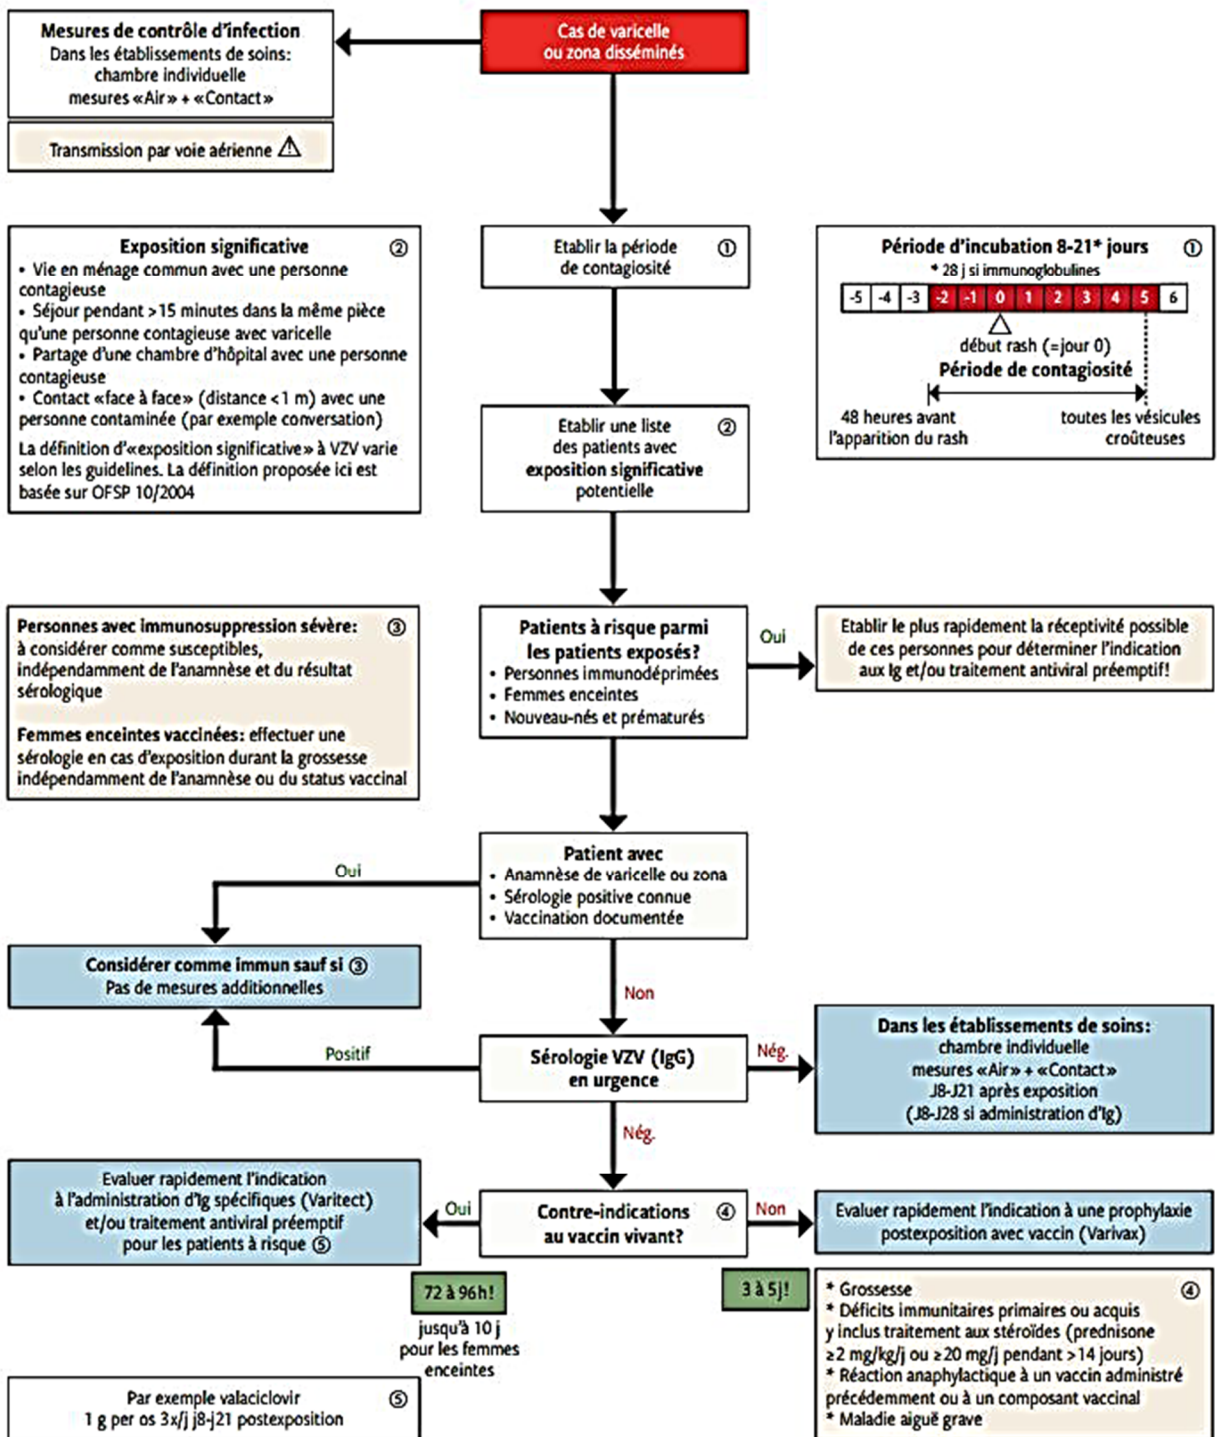 Mesures de contrôle d'infection
Dans les établissements de soins:
chambre individuelle
mesures «Air» + «Contact»
Transmission par voie aérienne ⚠
Cas de varicelle
ou zona disséminés
Exposition significative ②
• Vie en ménage commun avec une personne
contagieuse
• Séjour pendant >15 minutes dans la même pièce
qu'une personne contagieuse avec varicelle
• Partage d'une chambre d'hôpital avec une personne
contagieuse
• Contact «face à face» (distance <1 m) avec une
personne contaminée (par exemple conversation)
La définition d'«exposition significative» à VZV varie
selon les guidelines. La définition proposée ici est
basée sur OFSP 10/2004
Etablir la période ①
de contagiosité
Période d'incubation 8-21* jours ①
* 28 j si immunoglobulines
-5 -4 -3 -2 -1 0 1 2 3 4 5 6
début rash (=jour 0)
Période de contagiosité
48 heures avant
l'apparition du rash
toutes les vésicules
croûteuses
Etablir une liste ②
des patients avec
exposition significative
potentielle
Personnes avec immunosuppression sévère: ③
à considérer comme susceptibles,
indépendamment de l'anamnèse et du résultat
sérologique
Femmes enceintes vaccinées: effectuer une
sérologie en cas d'exposition durant la grossesse
indépendamment de l'anamnèse ou du status vaccinal
Patients à risque parmi
les patients exposés?
• Personnes immunodéprimées
• Femmes enceintes
• Nouveau-nés et prématurés
Oui
Etablir le plus rapidement la réceptivité possible
de ces personnes pour déterminer l'indication
aux Ig et/ou traitement antiviral préemptif!
Patient avec
• Anamnèse de varicelle ou zona
• Sérologie positive connue
• Vaccination documentée
Oui
Considérer comme immun sauf si ③
Pas de mesures additionnelles
Non
Positif
Sérologie VZV (IgG)
en urgence
Nég.
Dans les établissements de soins:
chambre individuelle
mesures «Air» + «Contact»
J8-J21 après exposition
(J8-J28 si administration d'Ig)
Nég.
Evaluer rapidement l'indication
à l'administration d'Ig spécifiques (Varitect)
et/ou traitement antiviral préemptif
pour les patients à risque ⑤
Oui
Contre-indications ④
au vaccin vivant?
Non
Evaluer rapidement l'indication à une prophylaxie
postexposition avec vaccin (Varivax)
72 à 96h!
jusqu'à 10 j
pour les femmes
enceintes
3 à 5j!
* Grossesse ④
* Déficits immunitaires primaires ou acquis
y inclus traitement aux stéroïdes (prednisone
≥2 mg/kg/j ou ≥20 mg/j pendant >14 jours)
* Réaction anaphylactique à un vaccin administré
précédemment ou à un composant vaccinal
* Maladie aiguë grave
Par exemple valaciclovir ⑤
1 g per os 3x/j j8-j21 postexposition